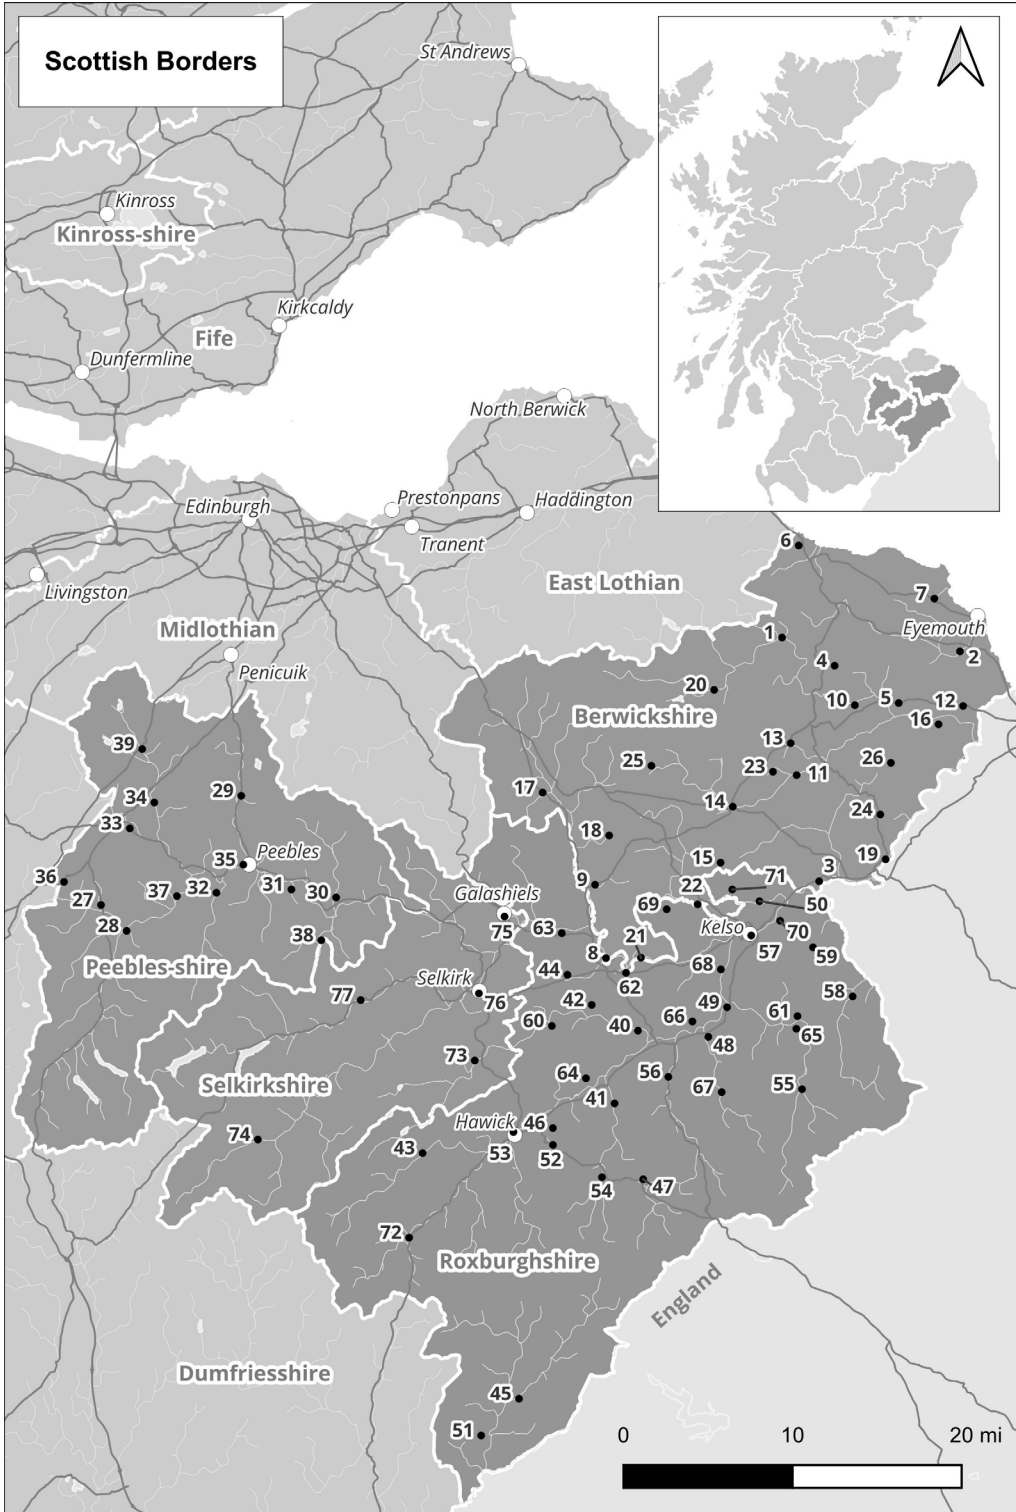 Scottish Borders
St Andrews
Kinross
Kinross-shire
Kirkcaldy
Fife
Dunfermline
North Berwick
Edinburgh
Prestonpans
Haddington
Tranent
Livingston
East Lothian
Midlothian
Penicuik
6
7
Eyemouth
1
2
4
20
10
5
12
Berwickshire
16
39
13
25
23
11
26
17
34
29
14
24
33
18
35
Peebles
15
3
19
36
9
22
71
27
37
32
31
30
Galashiels
69
50
28
75
63
21
Kelso
70
57
38
8
59
Peebles-shire
44
62
68
Selkirk
77
76
42
49
58
60
40
66
61
65
48
73
64
56
67
55
Selkirkshire
41
Hawick
46
74
43
53
52
54
47
72
Roxburghshire
England
Dumfriesshire
45
51
0
10
20 mi